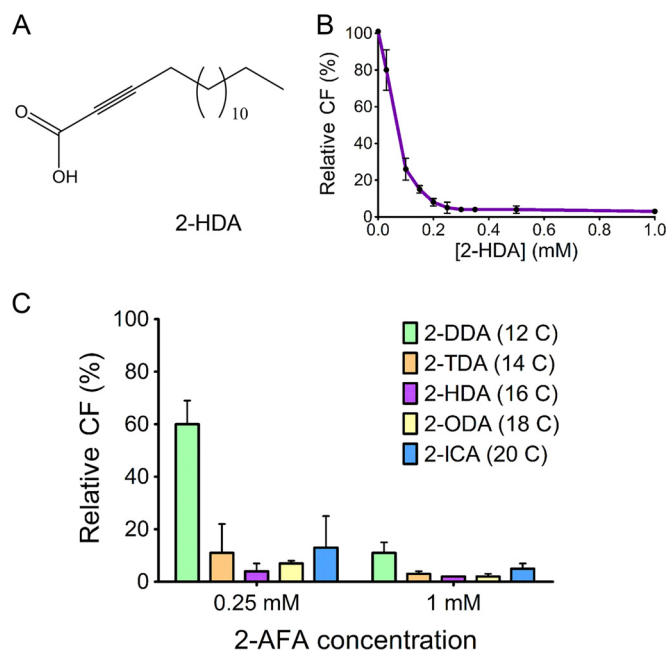 A
O
OH
10
2-HDA
B
Relative CF (%)
100
80
60
40
20
0
0.0 0.2 0.4 0.6 0.8 1.0
[2-HDA] (mM)
C
Relative CF (%)
100
80
60
40
20
0
2-DDA (12 C)
2-TDA (14 C)
2-HDA (16 C)
2-ODA (18 C)
2-ICA (20 C)
0.25 mM 1 mM
2-AFA concentration